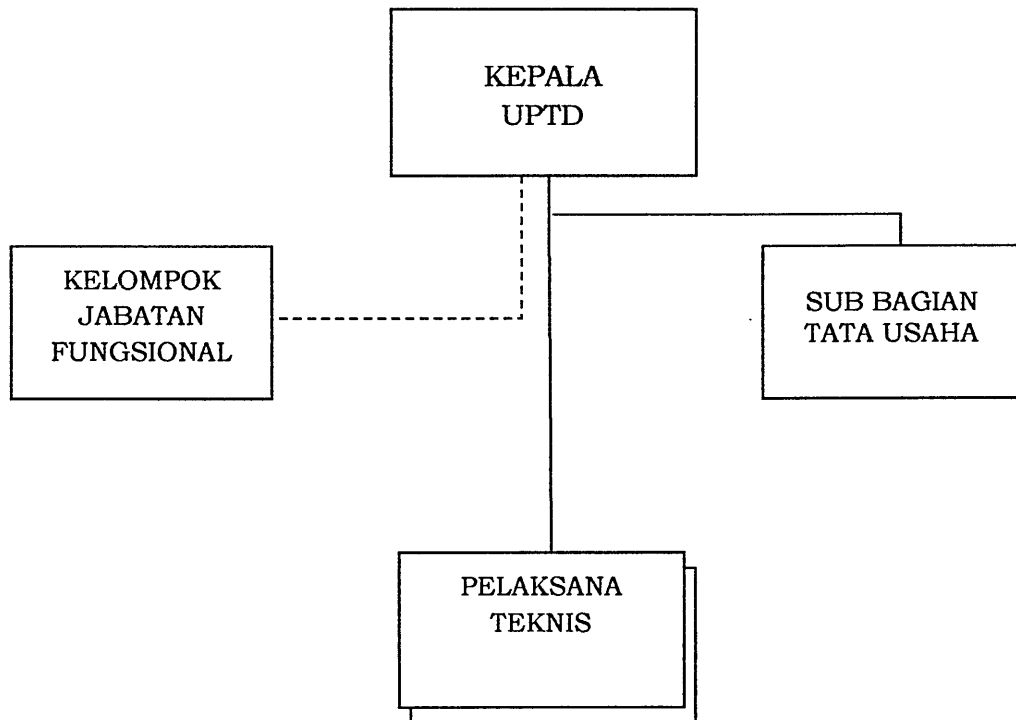 KEPALA
UPTD
KELOMPOK
JABATAN
FUNGSIONAL
SUB BAGIAN
TATA USAHA
PELAKSANA
TEKNIS